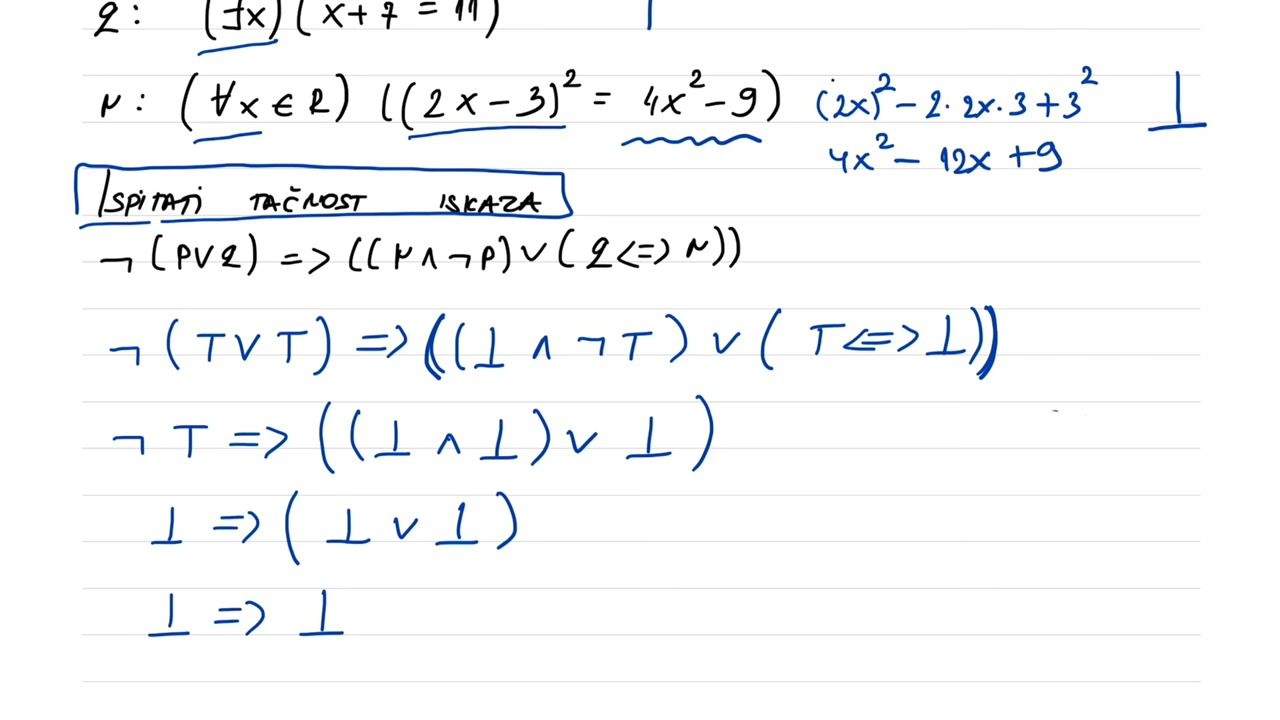 q: (∃x) (x+7 = 11)
r: (∀x ∈ R) ((2x-3)² = 4x²-9) (2x)² - 2·2x·3 + 3² ⊥
4x² - 12x + 9
ISPITATI TAČNOST ISKAZA
¬(p∨q) => ((r∧¬p)∨(q<=>r))
¬(T∨T) => ((⊥∧¬T)∨(T<=>⊥))
¬T => ((⊥∧⊥)∨⊥)
⊥ => (⊥∨⊥)
⊥ => ⊥